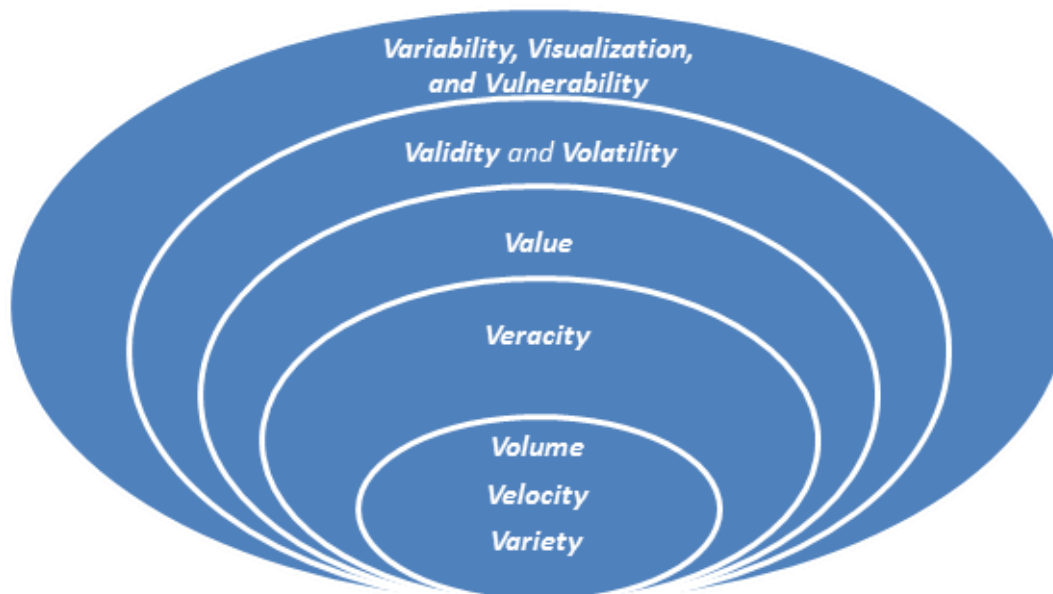 Variability, Visualization,
and Vulnerability
Validity and Volatility
Value
Veracity
Volume
Velocity
Variety